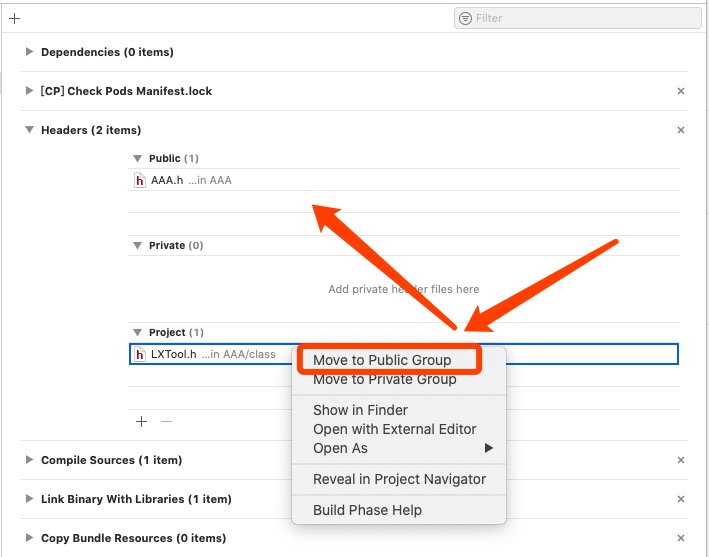 Filter
Dependencies (0 items)
[CP] Check Pods Manifest.lock
Headers (2 items)
Public (1)
AAA.h ...in AAA
Private (0)
Add private header files here
Project (1)
LXTool.h ...in AAA/class
Move to Public Group
Move to Private Group
Show in Finder
Open with External Editor
Open As
Reveal in Project Navigator
Build Phase Help
Compile Sources (1 item)
Link Binary With Libraries (1 item)
Copy Bundle Resources (0 items)